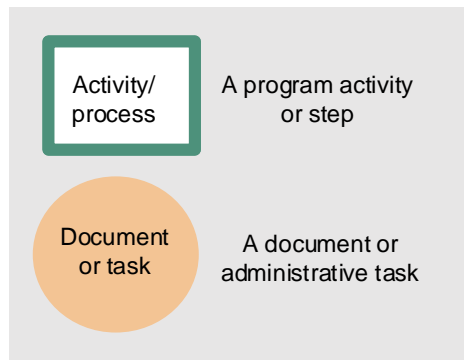 Activity/
process
A program activity
or step
Document
or task
A document or
administrative task